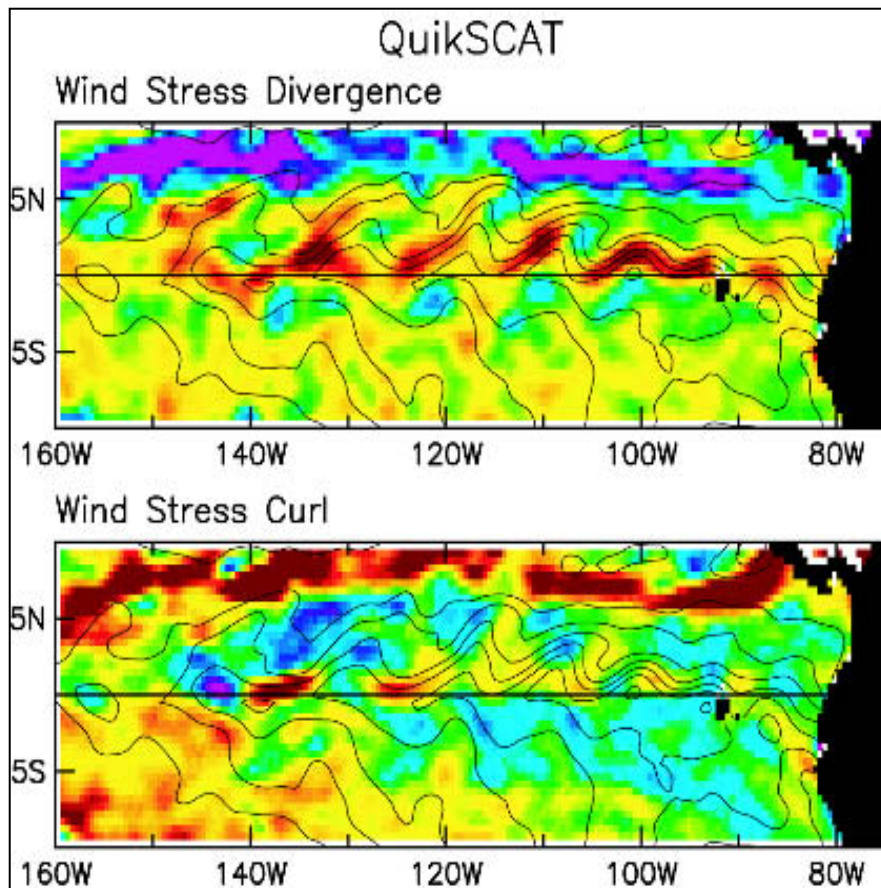 QuikSCAT
Wind Stress Divergence
5N
5S
160W 140W 120W 100W 80W
Wind Stress Curl
5N
5S
160W 140W 120W 100W 80W